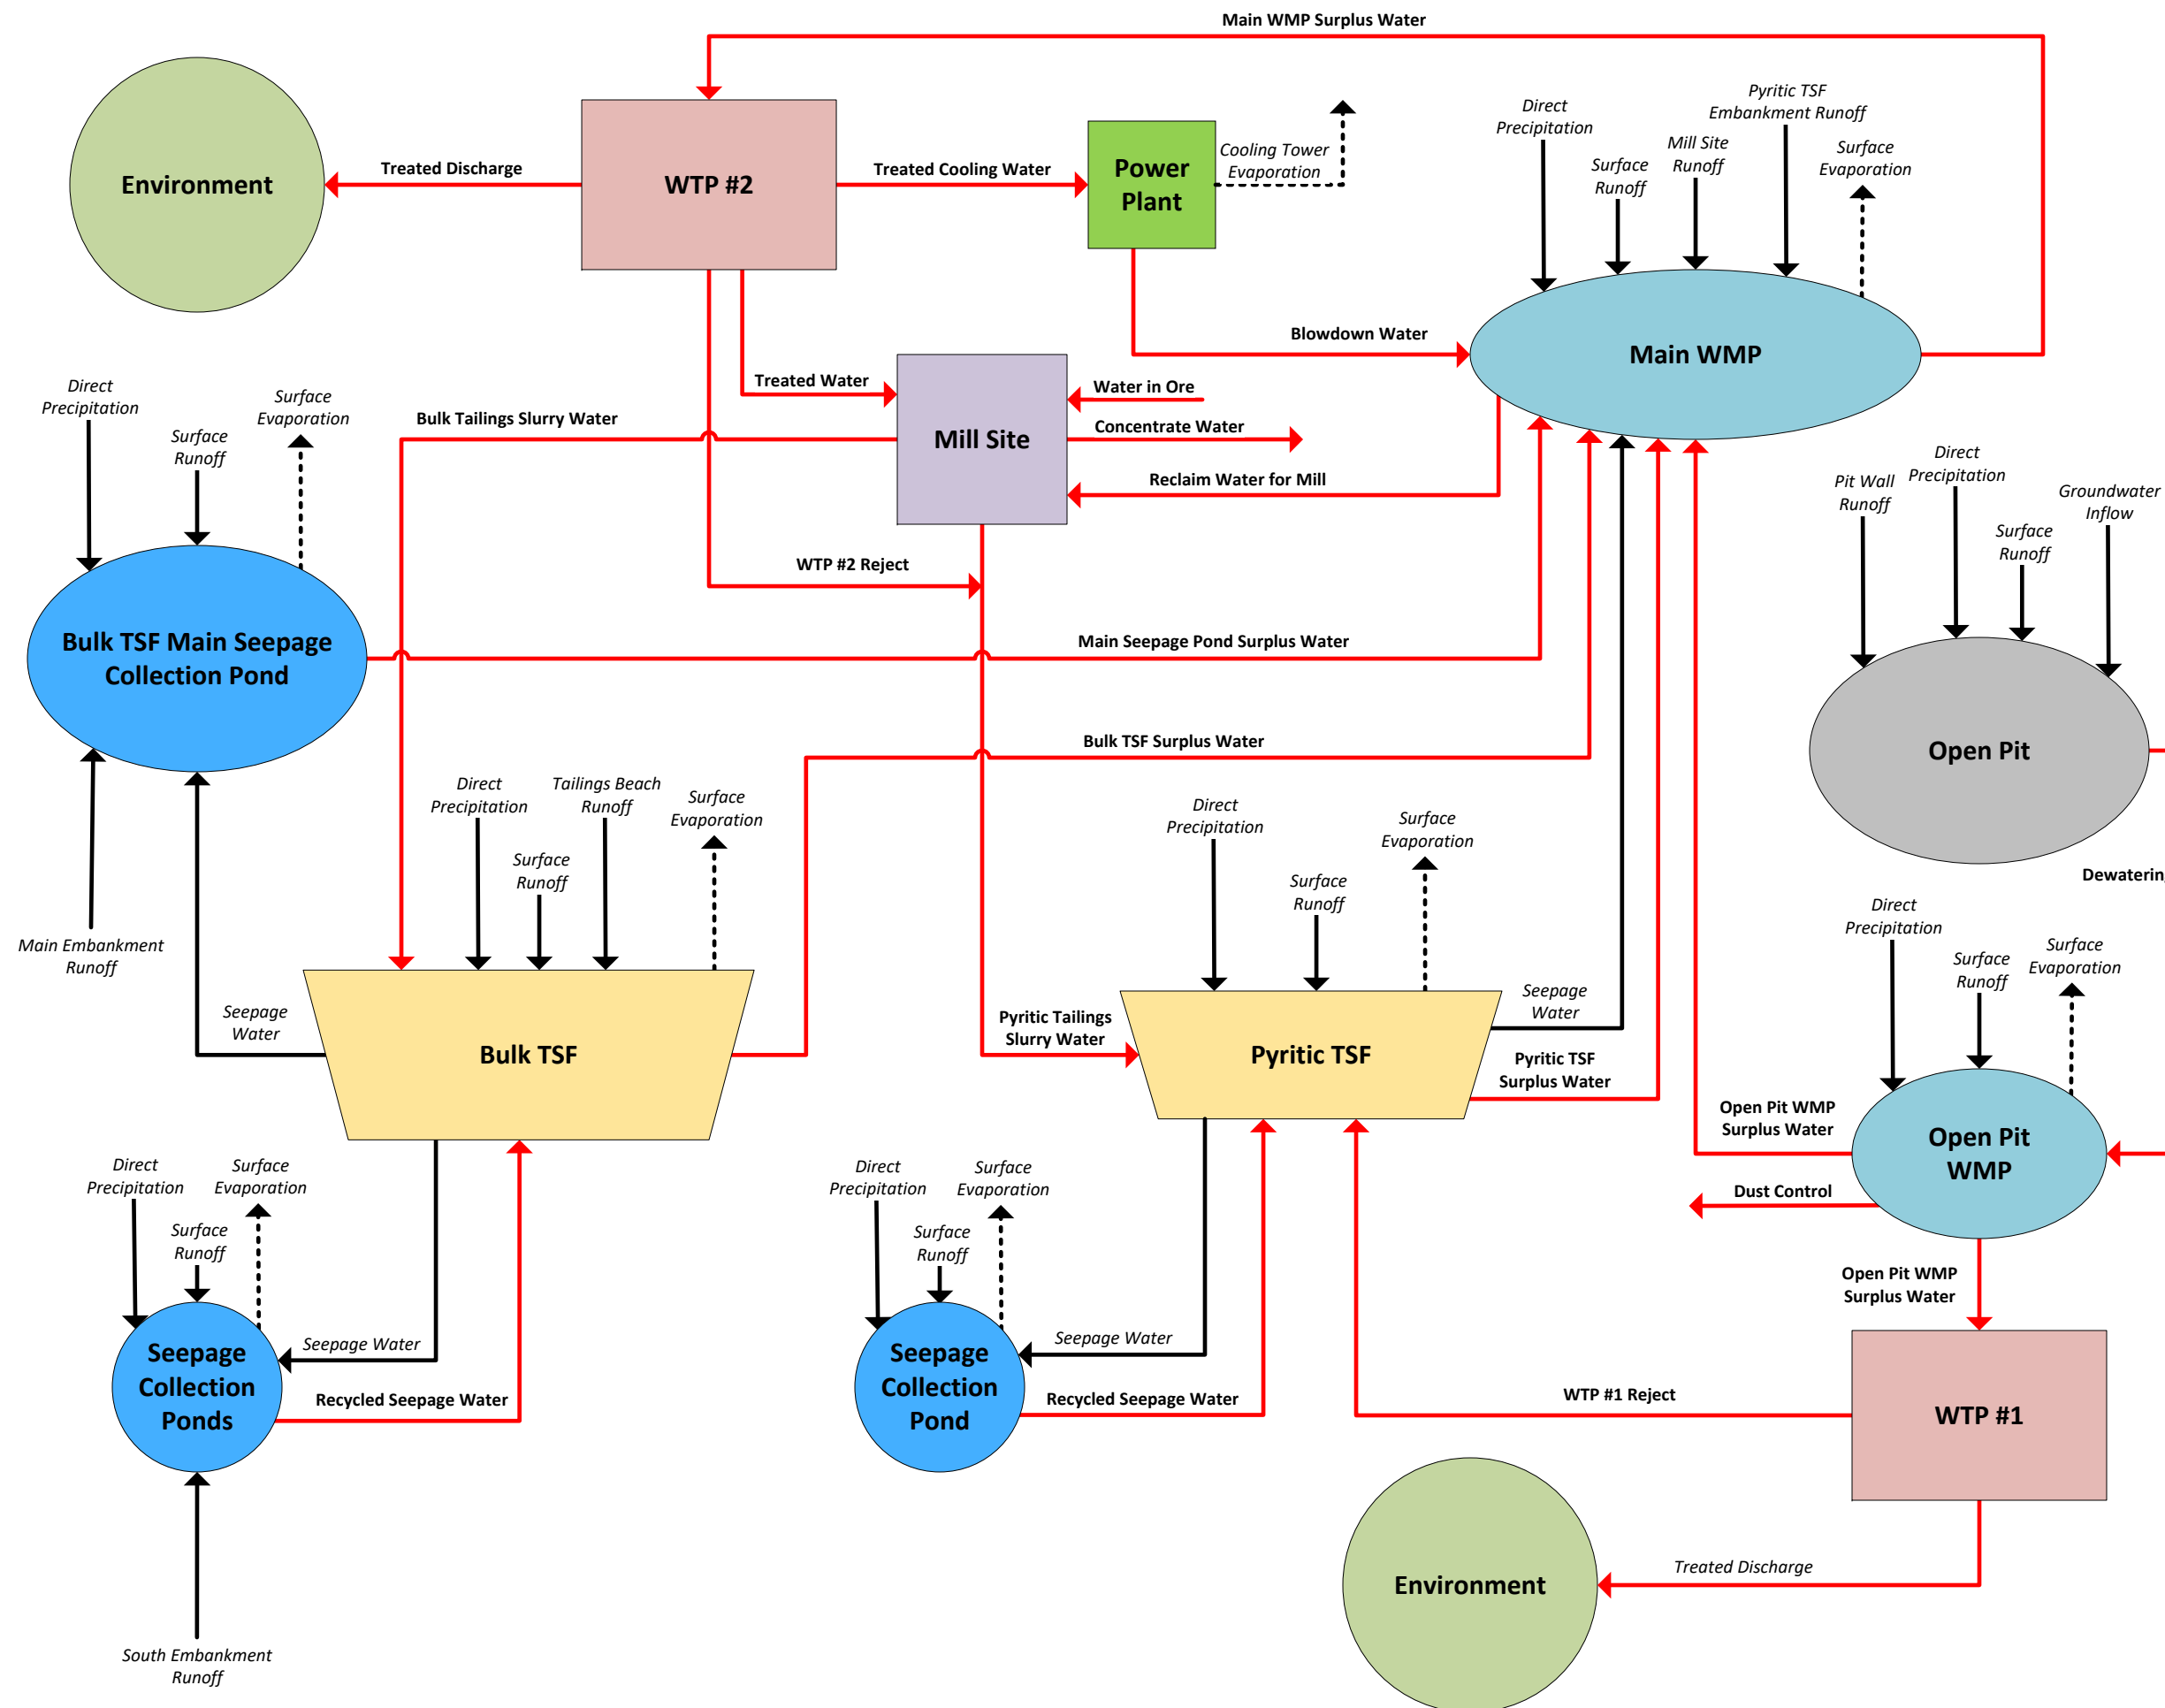 Main WMP Surplus Water
Environment
Treated Discharge
WTP #2
Treated Cooling Water
Power
Plant
Cooling Tower
Evaporation
Direct
Precipitation
Surface
Runoff
Mill Site
Runoff
Pyritic TSF
Embankment Runoff
Surface
Evaporation
Blowdown Water
Main WMP
Treated Water
Water in Ore
Bulk Tailings Slurry Water
Mill Site
Concentrate Water
Reclaim Water for Mill
WTP #2 Reject
Direct
Precipitation
Surface
Runoff
Surface
Evaporation
Bulk TSF Main Seepage
Collection Pond
Main Seepage Pond Surplus Water
Main Embankment
Runoff
Pit Wall
Runoff
Direct
Precipitation
Surface
Runoff
Groundwater
Inflow
Open Pit
Dewatering
Bulk TSF Surplus Water
Direct
Precipitation
Surface
Runoff
Tailings Beach
Runoff
Surface
Evaporation
Seepage
Water
Bulk TSF
Direct
Precipitation
Surface
Runoff
Surface
Evaporation
Pyritic Tailings
Slurry Water
Pyritic TSF
Seepage
Water
Pyritic TSF
Surplus Water
Direct
Precipitation
Surface
Runoff
Surface
Evaporation
Open Pit WMP
Surplus Water
Open Pit
WMP
Dust Control
Open Pit WMP
Surplus Water
Direct
Precipitation
Surface
Runoff
Surface
Evaporation
Seepage
Collection
Ponds
Seepage Water
Recycled Seepage Water
South Embankment
Runoff
Direct
Precipitation
Surface
Runoff
Surface
Evaporation
Seepage
Collection
Pond
Seepage Water
Recycled Seepage Water
WTP #1 Reject
WTP #1
Environment
Treated Discharge